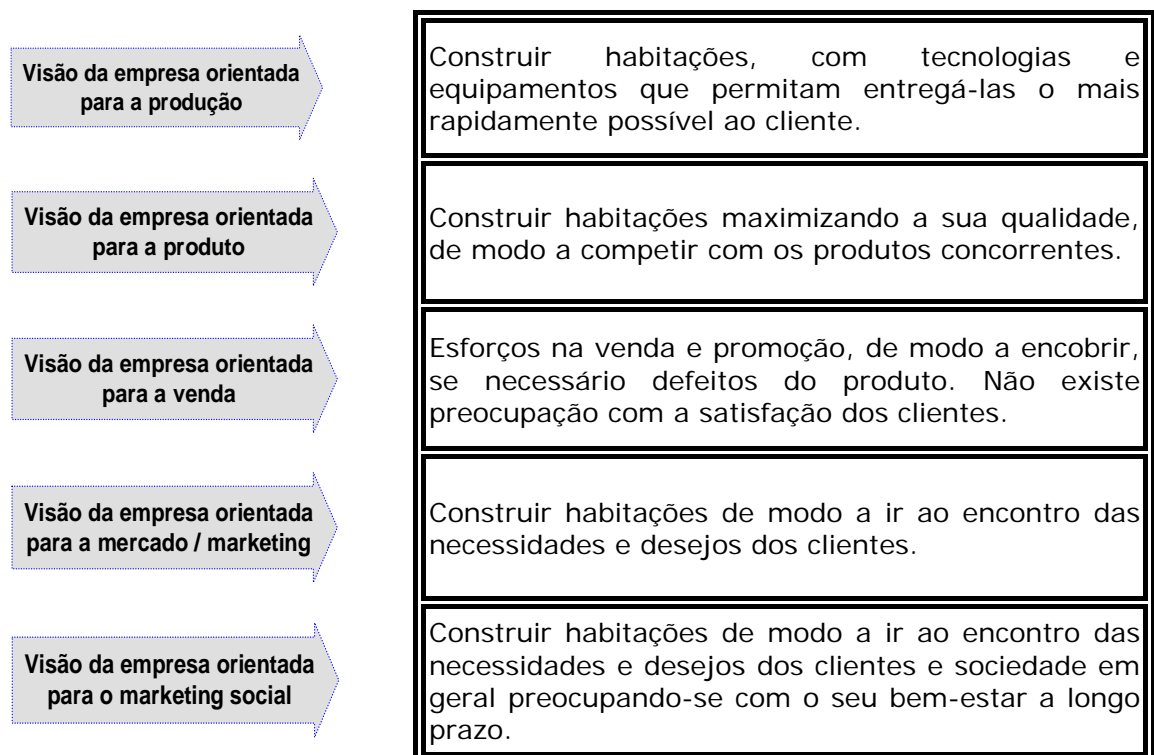 Visão da empresa orientada
para a produção
Construir habitações, com tecnologias e
equipamentos que permitam entregá-las o mais
rapidamente possível ao cliente.
Visão da empresa orientada
para a produto
Construir habitações maximizando a sua qualidade,
de modo a competir com os produtos concorrentes.
Visão da empresa orientada
para a venda
Esforços na venda e promoção, de modo a encobrir,
se necessário defeitos do produto. Não existe
preocupação com a satisfação dos clientes.
Visão da empresa orientada
para a mercado / marketing
Construir habitações de modo a ir ao encontro das
necessidades e desejos dos clientes.
Visão da empresa orientada
para o marketing social
Construir habitações de modo a ir ao encontro das
necessidades e desejos dos clientes e sociedade em
geral preocupando-se com o seu bem-estar a longo
prazo.